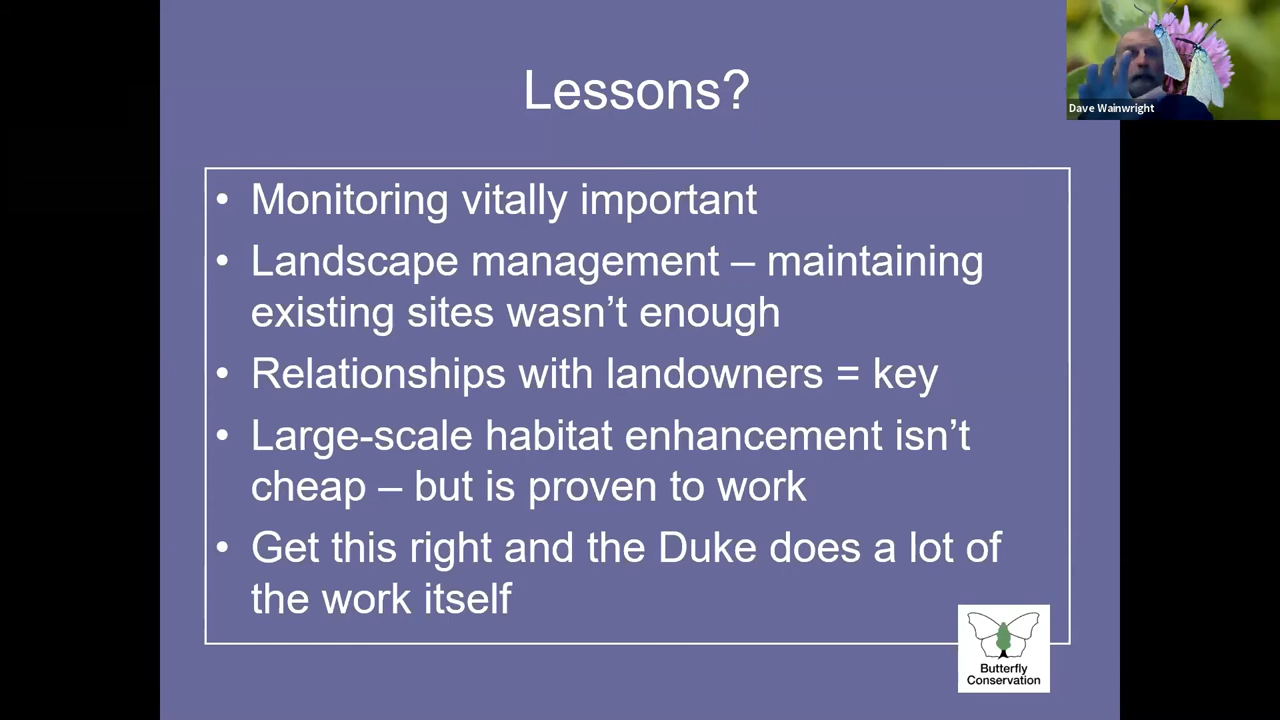 Lessons?
Dave Wainwright
• Monitoring vitally important
• Landscape management – maintaining
existing sites wasn’t enough
• Relationships with landowners = key
• Large-scale habitat enhancement isn’t
cheap – but is proven to work
• Get this right and the Duke does a lot of
the work itself
Butterfly
Conservation